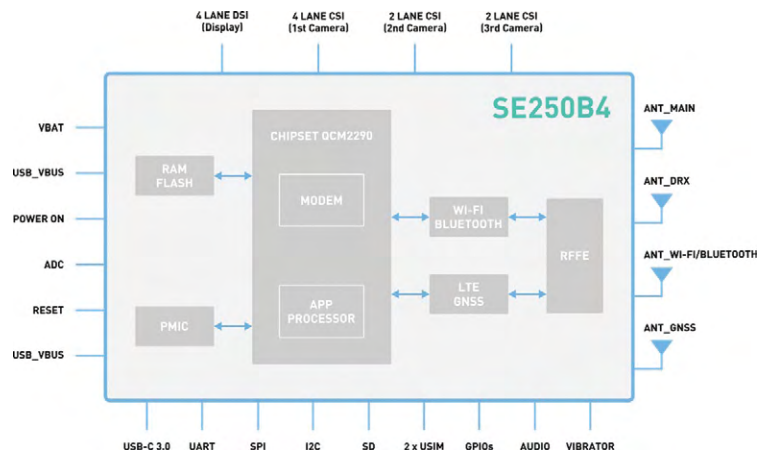 4 LANE DSI
(Display)
4 LANE CSI
(1st Camera)
2 LANE CSI
(2nd Camera)
2 LANE CSI
(3rd Camera)
SE250B4
VBAT
USB_VBUS
POWER ON
ADC
RESET
USB_VBUS
CHIPSET QCM2290
RAM
FLASH
MODEM
WI-FI
BLUETOOTH
RFFE
LTE
GNSS
APP
PROCESSOR
PMIC
ANT_MAIN
ANT_DRX
ANT_WI-FI/BLUETOOTH
ANT_GNSS
USB-C 3.0
UART
SPI
I2C
SD
2 x USIM
GPIOs
AUDIO
VIBRATOR